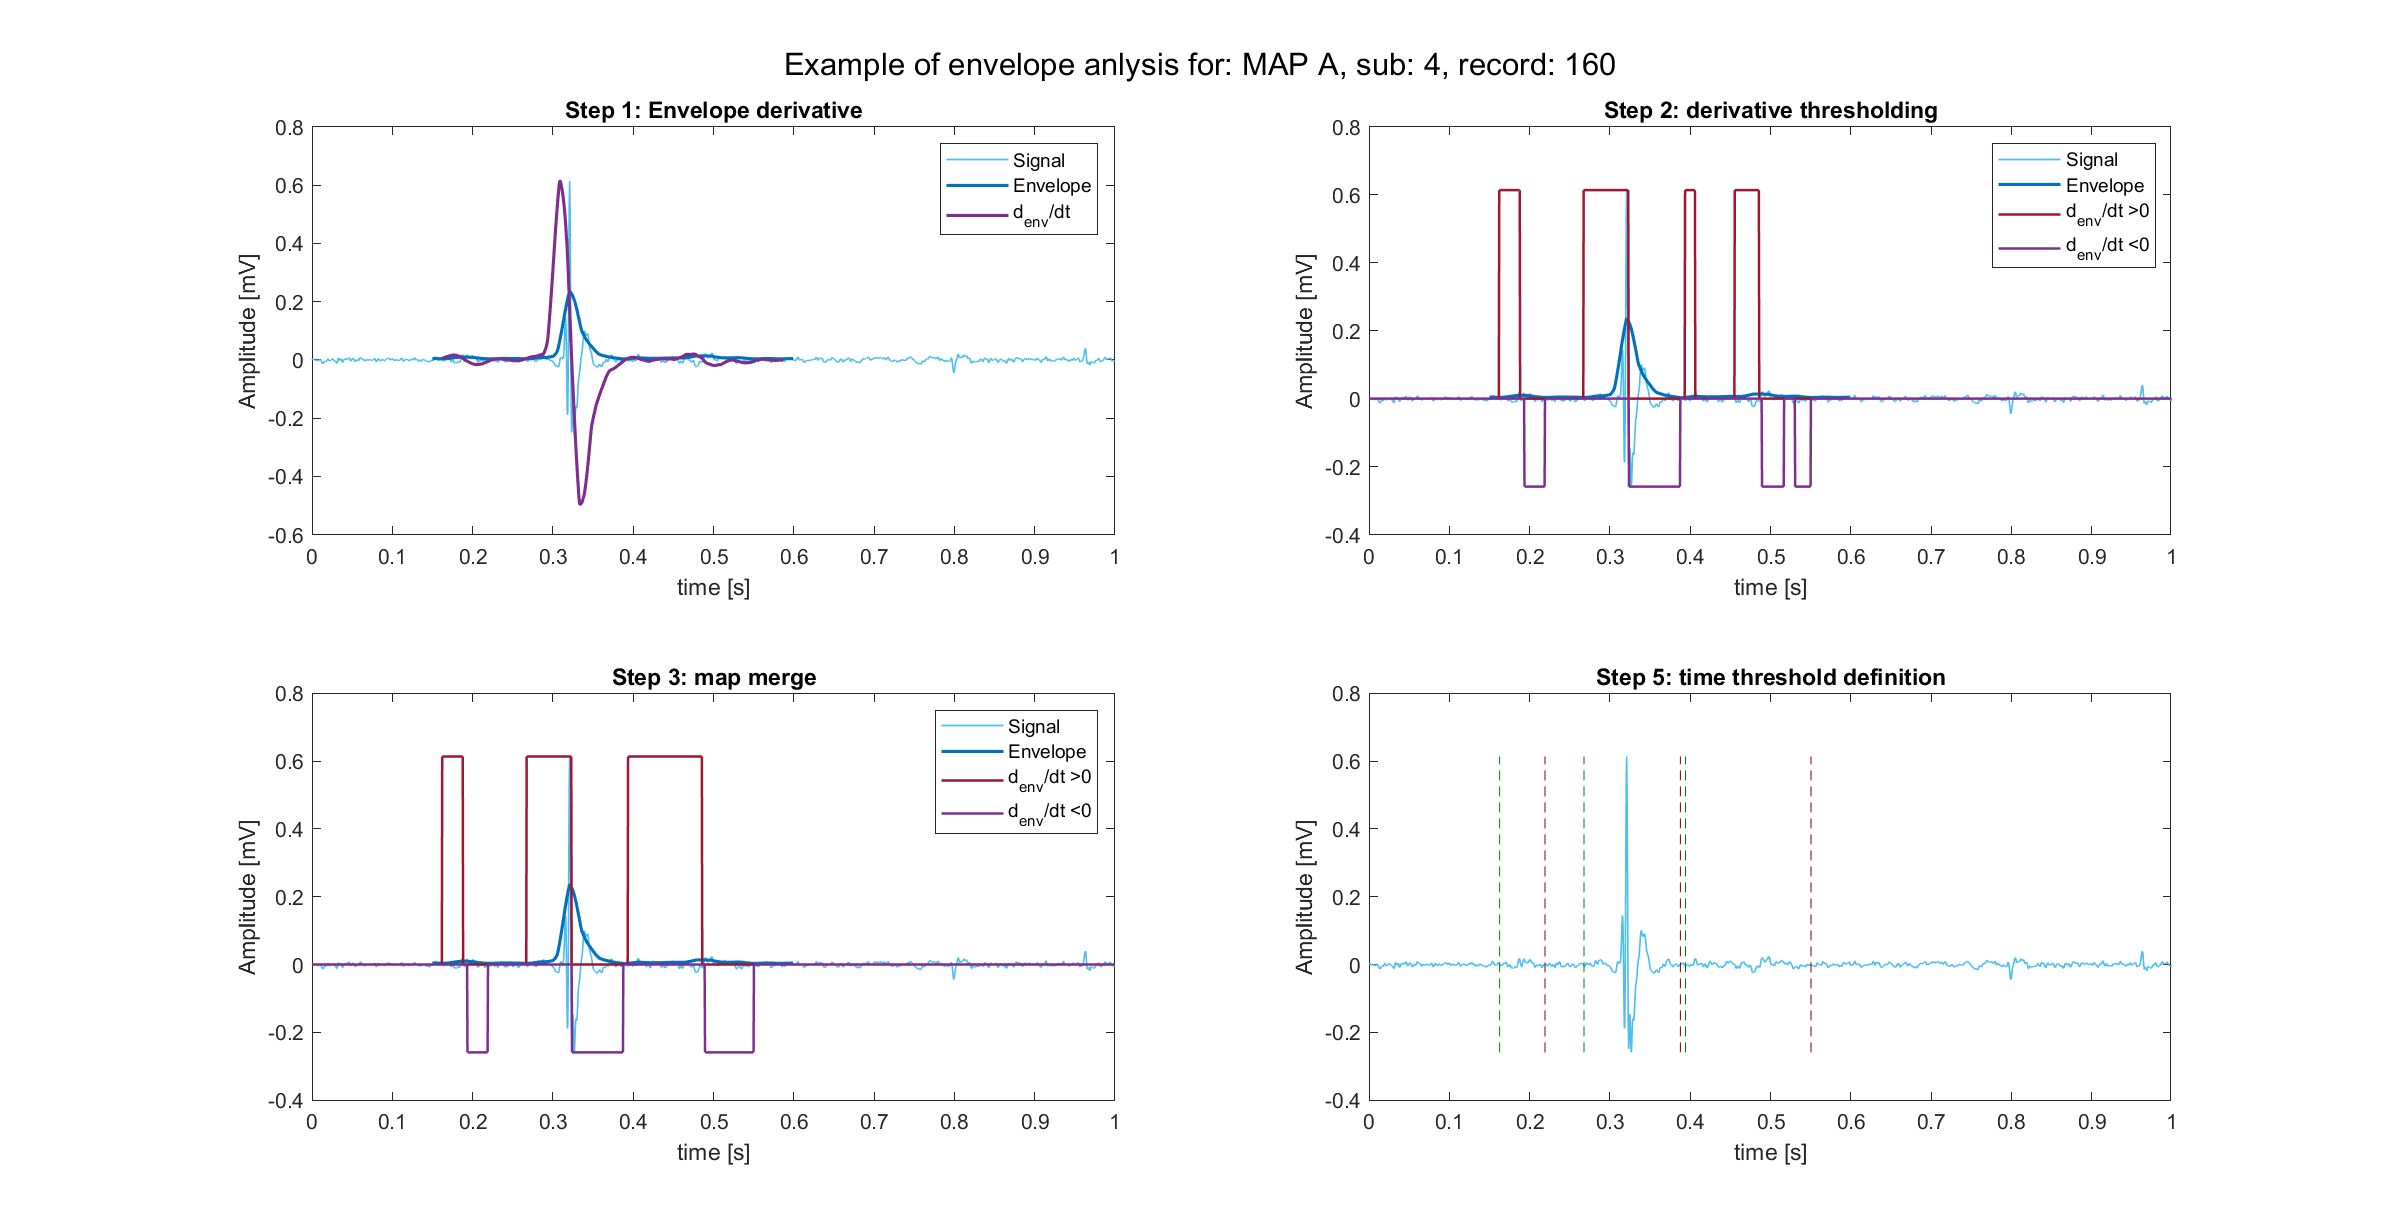 Example of envelope anlysis for: MAP A, sub: 4, record: 160
Step 1: Envelope derivative
0.8
0.6
0.4
0.2
0
-0.2
-0.4
-0.6
Amplitude [mV]
0 0.1 0.2 0.3 0.4 0.5 0.6 0.7 0.8 0.9 1
time [s]
Signal
Envelope
d_env/dt
Step 2: derivative thresholding
0.8
0.6
0.4
0.2
0
-0.2
-0.4
Amplitude [mV]
0 0.1 0.2 0.3 0.4 0.5 0.6 0.7 0.8 0.9 1
time [s]
Signal
Envelope
d_env/dt >0
d_env/dt <0
Step 3: map merge
0.8
0.6
0.4
0.2
0
-0.2
-0.4
Amplitude [mV]
0 0.1 0.2 0.3 0.4 0.5 0.6 0.7 0.8 0.9 1
time [s]
Signal
Envelope
d_env/dt >0
d_env/dt <0
Step 5: time threshold definition
0.8
0.6
0.4
0.2
0
-0.2
-0.4
Amplitude [mV]
0 0.1 0.2 0.3 0.4 0.5 0.6 0.7 0.8 0.9 1
time [s]